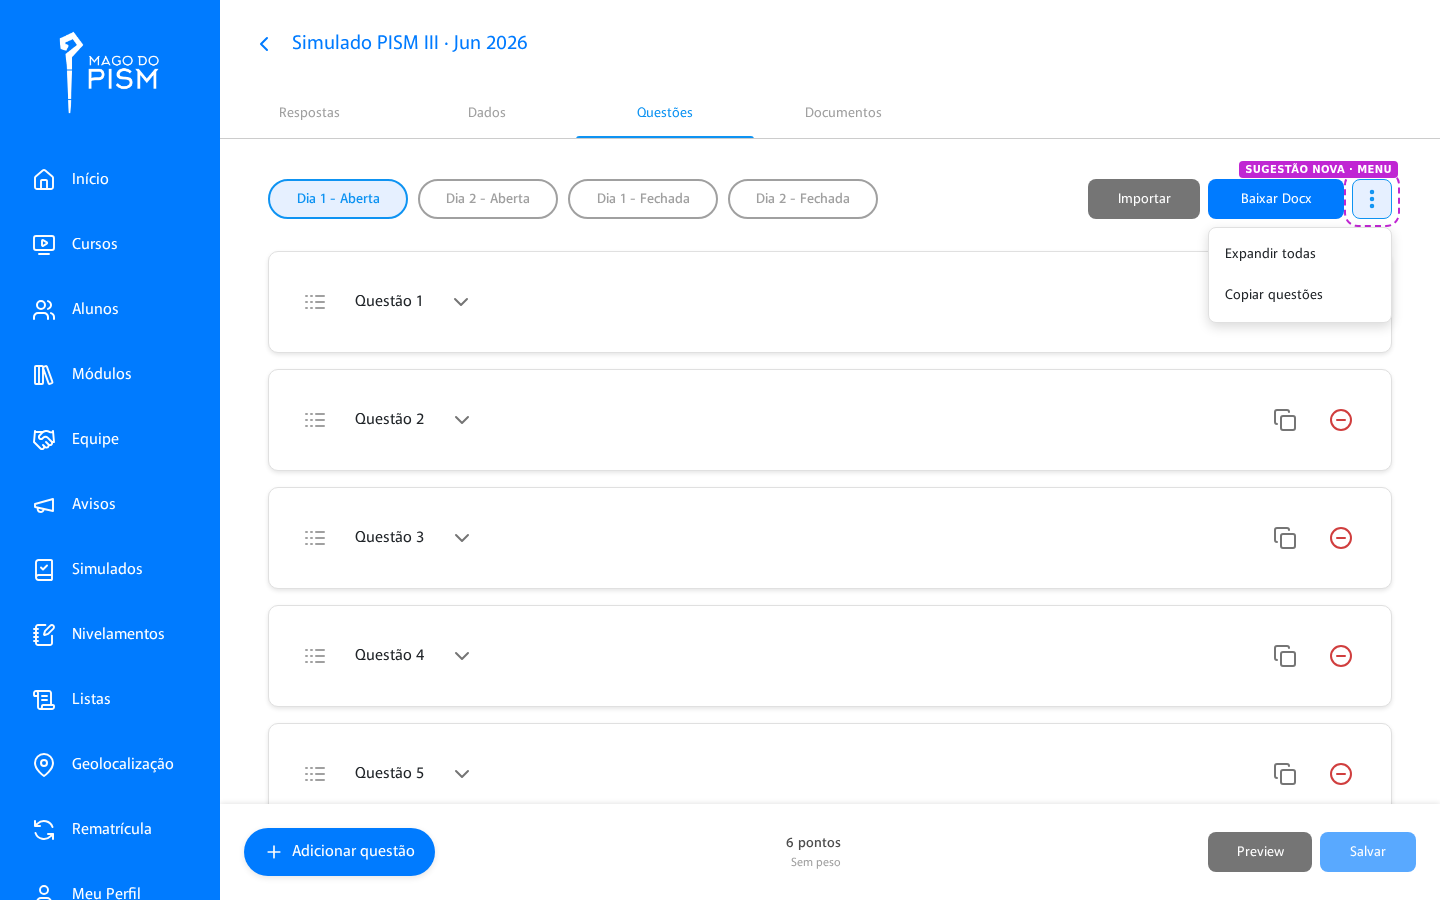 MAGO DO
PISM
Início
Cursos
Alunos
Módulos
Equipe
Avisos
Simulados
Nivelamentos
Listas
Geolocalização
Rematrícula
Meu Perfil
Simulado PISM III · Jun 2026
Respostas
Dados
Questões
Documentos
SUGESTÃO NOVA · MENU
Dia 1 - Aberta
Dia 2 - Aberta
Dia 1 - Fechada
Dia 2 - Fechada
Importar
Baixar Docx
Expandir todas
Copiar questões
Questão 1
Questão 2
Questão 3
Questão 4
Questão 5
Adicionar questão
6 pontos
Sem peso
Preview
Salvar